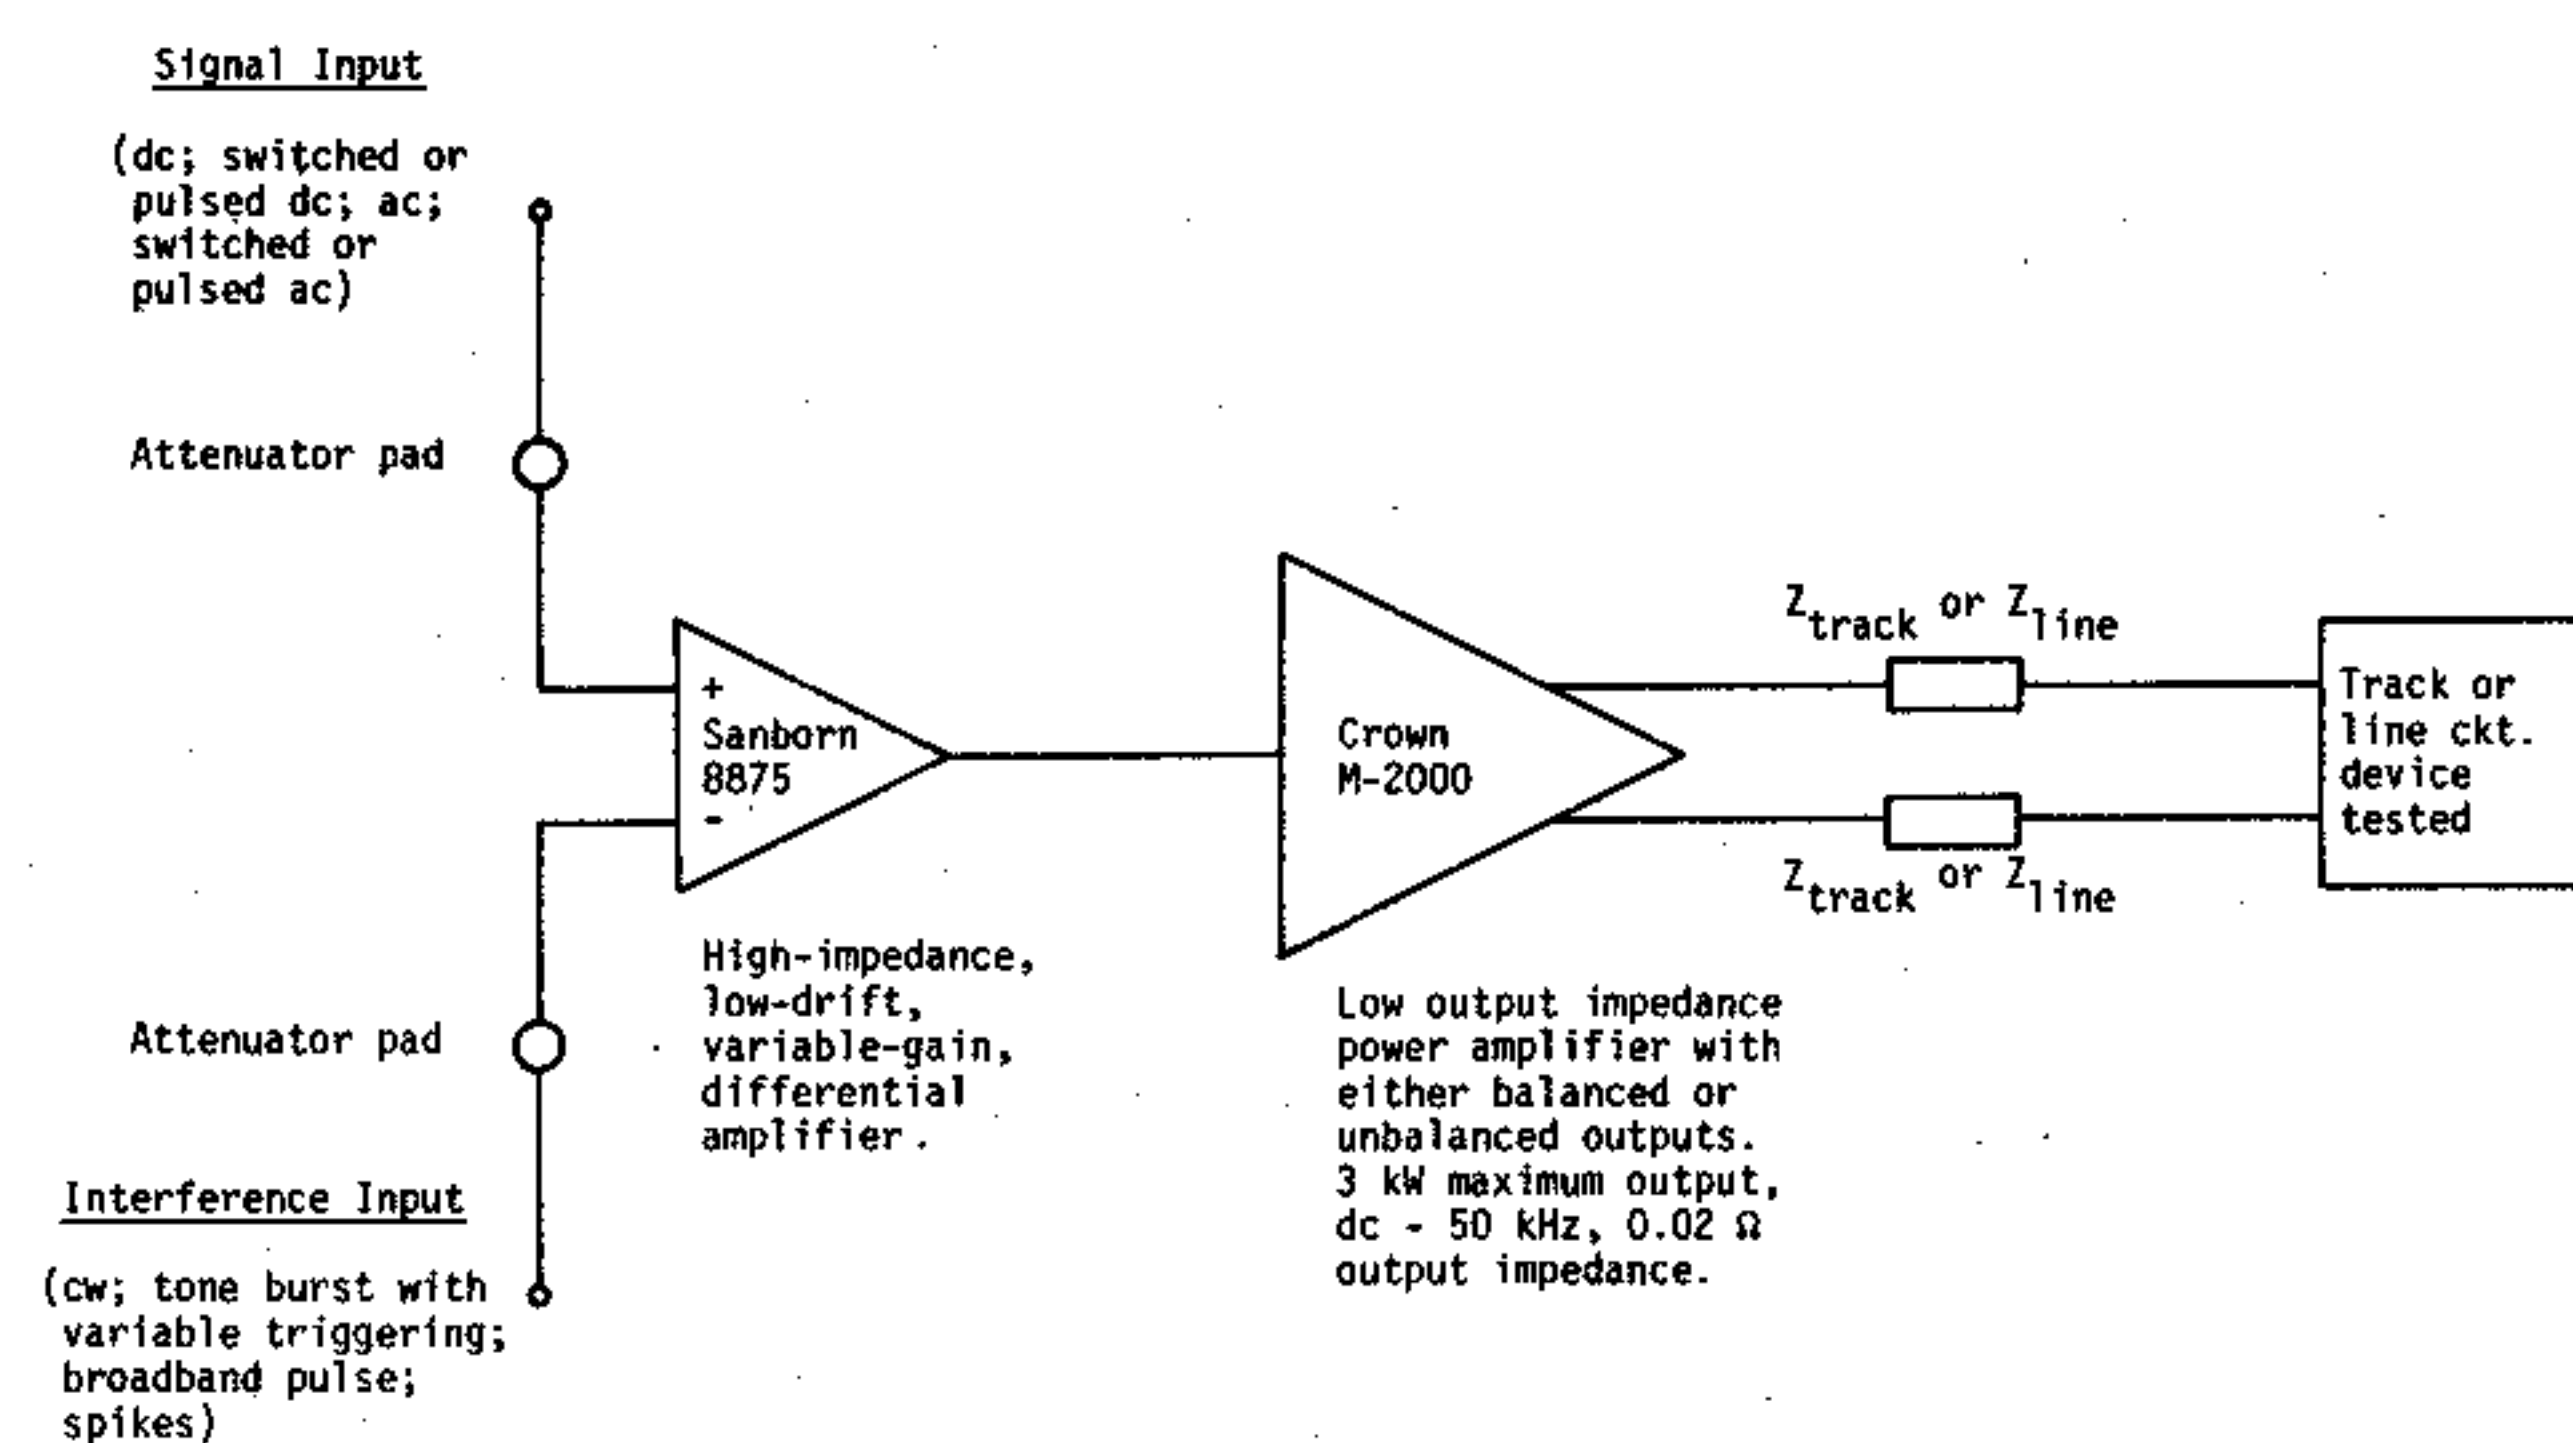 Signal Input
(dc; switched or
pulsed dc; ac;
switched or
pulsed ac)
Attenuator pad
+
Sanborn
8875
-
High-impedance,
low-drift,
variable-gain,
differential
amplifier.
Attenuator pad
Interference Input
(cw; tone burst with
variable triggering;
broadband pulse;
spikes)
Crown
M-2000
Low output impedance
power amplifier with
either balanced or
unbalanced outputs.
3 kW maximum output,
dc - 50 kHz, 0.02 Ω
output impedance.
Ztrack or Zline
Ztrack or Zline
Track or
line ckt.
device
tested